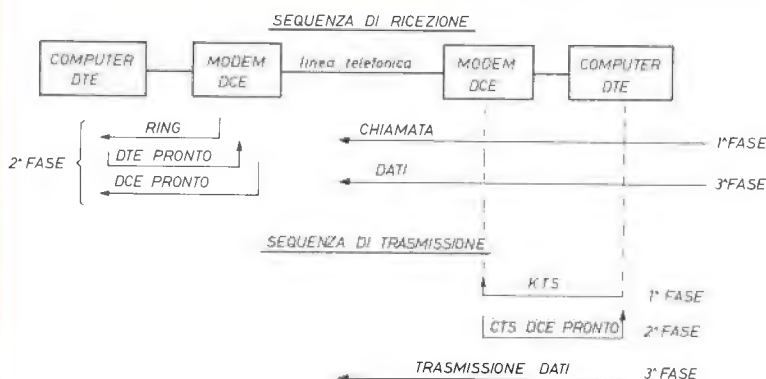 SEQUENZA DI RICEZIONE
COMPUTER
DTE
MODEM
DCE
linea telefonica
MODEM
DCE
COMPUTER
DTE
RING
DTE PRONTO
DCE PRONTO
2ª FASE
CHIAMATA
1ª FASE
DATI
3ª FASE
SEQUENZA DI TRASMISSIONE
KTS
1ª FASE
CTS DCE PRONTO
2ª FASE
TRASMISSIONE DATI
3ª FASE